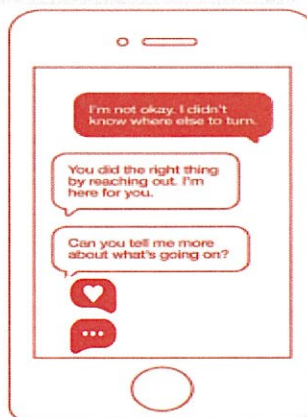 I'm not okay. I didn't
know where else to turn.
You did the right thing
by reaching out. I'm
here for you.
Can you tell me more
about what's going on?